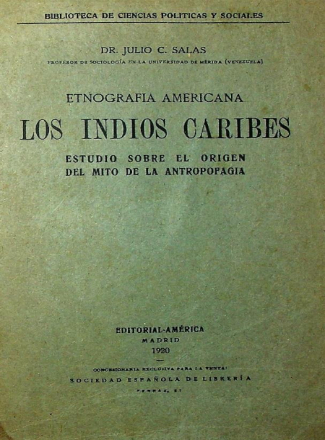 BIBLIOTECA DE CIENCIAS POLITICAS Y SOCIALES
DR. JULIO C. SALAS
PROFESOR DE SOCIOLOGÍA EN LA UNIVERSIDAD DE MÉRIDA (VENEZUELA)
ETNOGRAFIA AMERICANA
LOS INDIOS CARIBES
ESTUDIO SOBRE EL ORIGEN
DEL MITO DE LA ANTROPOFAGIA
EDITORIAL-AMÉRICA
MADRID
1920
CONCESIONARIA EXCLUSIVA PARA LA VENTA:
SOCIEDAD ESPAÑOLA DE LIBRERÍA